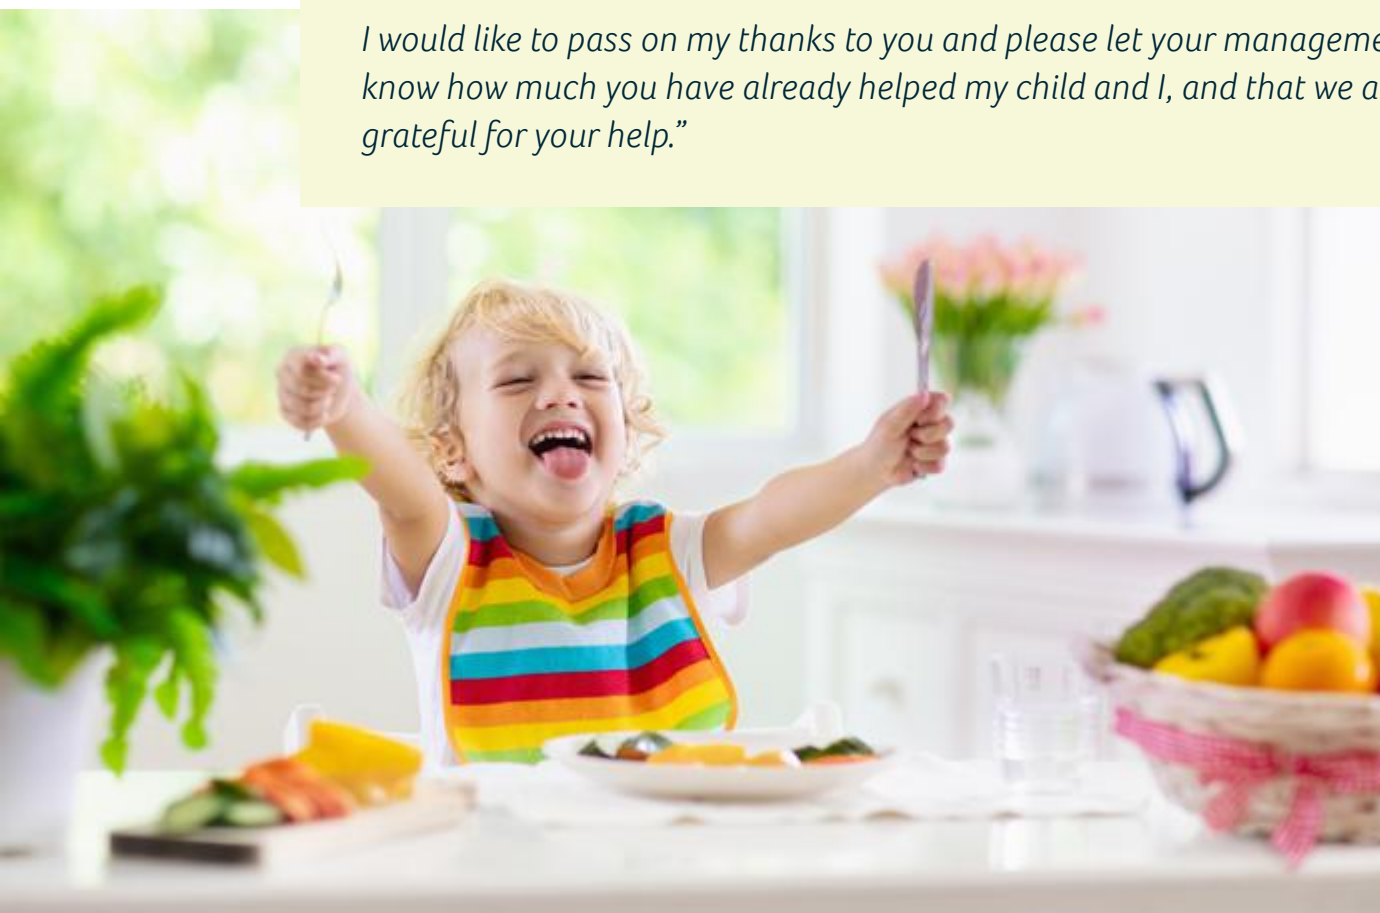 I would like to pass on my thanks to you and please let your manageme
know how much you have already helped my child and I, and that we a
grateful for your help.”